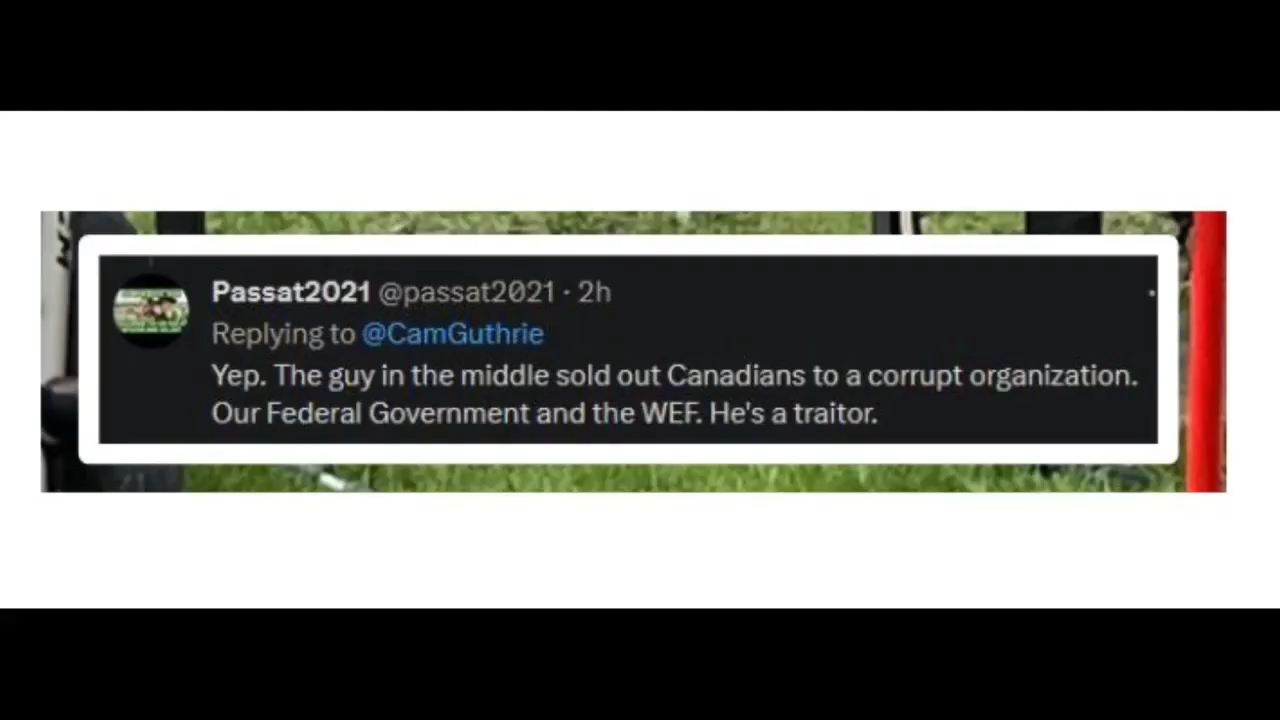 Passat2021 @passat2021 · 2h
Replying to @CamGuthrie
Yep. The guy in the middle sold out Canadians to a corrupt organization.
Our Federal Government and the WEF. He's a traitor.